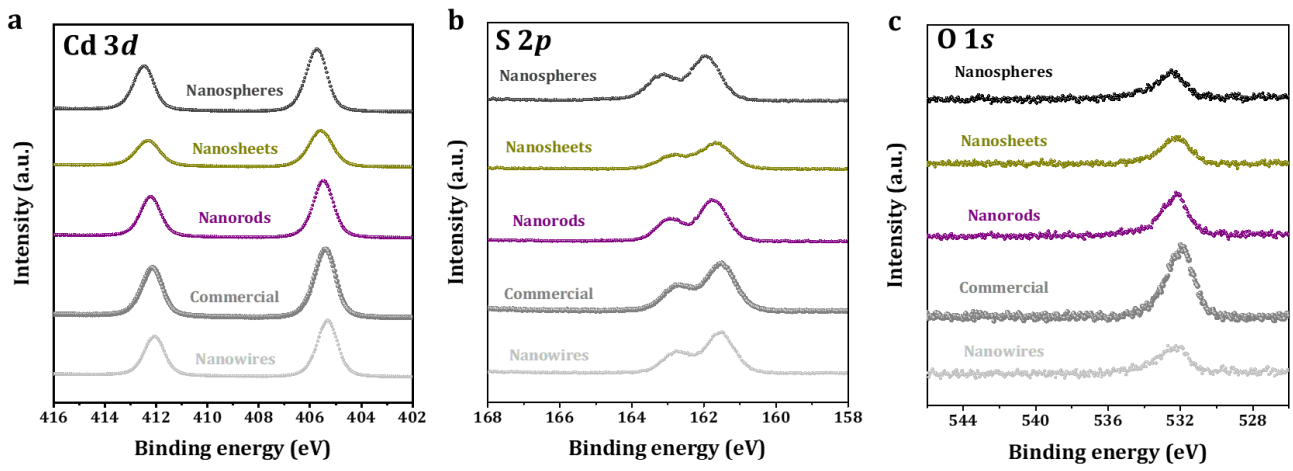 a
Cd 3d
Nanospheres
Nanosheets
Nanorods
Commercial
Nanowires
Intensity (a.u.)
416 414 412 410 408 406 404 402
Binding energy (eV)
b
S 2p
Nanospheres
Nanosheets
Nanorods
Commercial
Nanowires
Intensity (a.u.)
168 166 164 162 160 158
Binding energy (eV)
c
O 1s
Nanospheres
Nanosheets
Nanorods
Commercial
Nanowires
Intensity (a.u.)
544 540 536 532 528
Binding energy (eV)